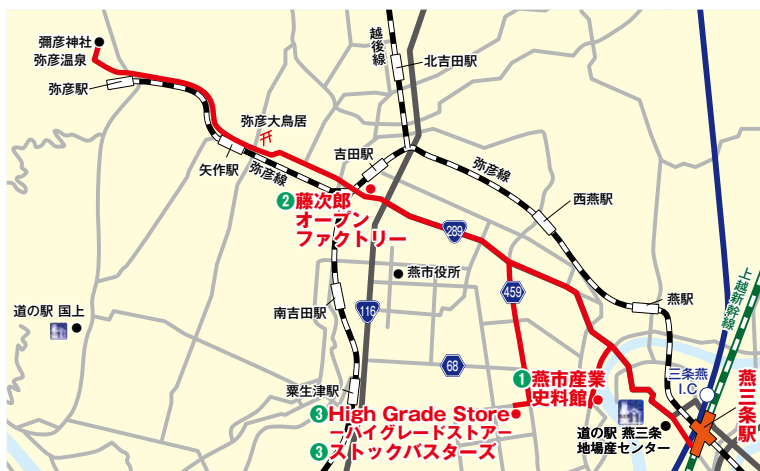 彌彦神社
弥彦温泉
弥彦駅
越後線
北吉田駅
弥彦大鳥居
矢作駅
弥彦線
吉田駅
弥彦線
西燕駅
❷藤次郎
オープン
ファクトリー
289
燕市役所
459
116
南吉田駅
燕駅
上越新幹線
道の駅 国上
68
粟生津駅
❶燕市産業
史料館
三条燕
I.C
燕三条駅
❸High Grade Store
ーハイグレードストアー
❸ストックバスターズ
道の駅 燕三条
地場産センター